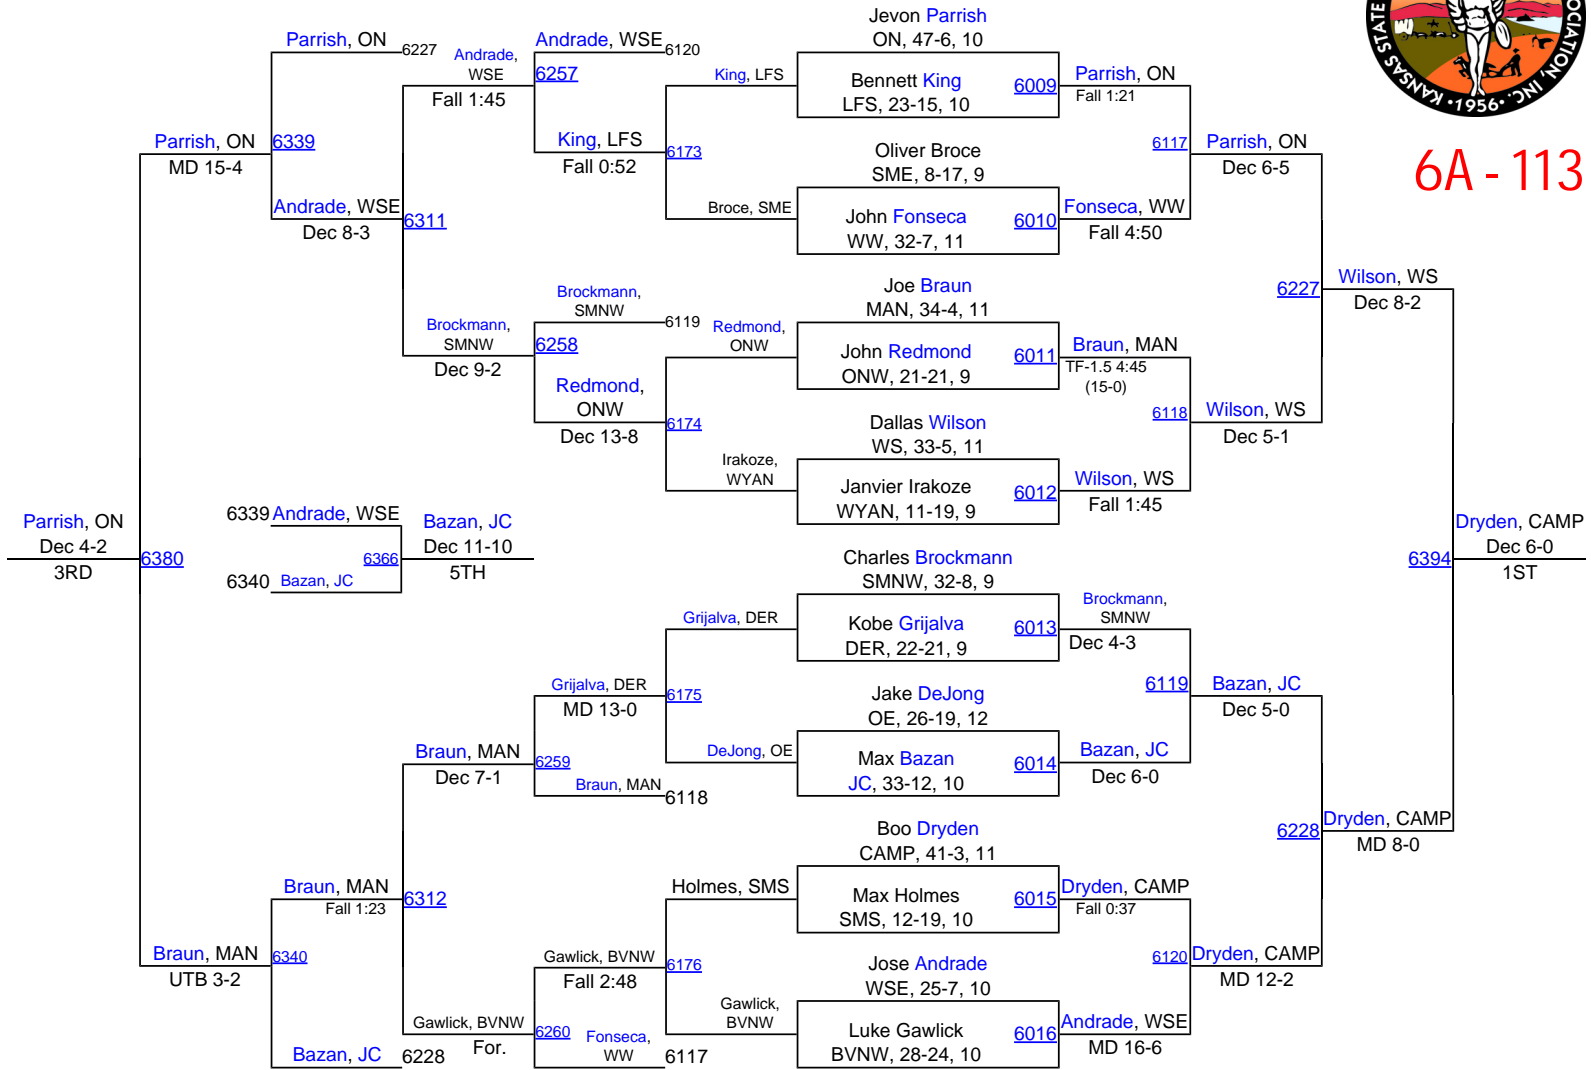 Jevon Parrish
ON, 47-6, 10
Bennett King
LFS, 23-15, 10
6009
Parrish, ON
Fall 1:21
Oliver Broce
SME, 8-17, 9
John Fonseca
WW, 32-7, 11
6010
Fonseca, WW
Fall 4:50
6117
Parrish, ON
Dec 6-5
Joe Braun
MAN, 34-4, 11
John Redmond
ONW, 21-21, 9
6011
Braun, MAN
TF-1.5 4:45
(15-0)
Dallas Wilson
WS, 33-5, 11
Janvier Irakoze
WYAN, 11-19, 9
6012
Wilson, WS
Fall 1:45
6118
Wilson, WS
Dec 5-1
6227
Wilson, WS
Dec 8-2
Charles Brockmann
SMNW, 32-8, 9
Kobe Grijalva
DER, 22-21, 9
6013
Brockmann,
SMNW
Dec 4-3
Jake DeJong
OE, 26-19, 12
Max Bazan
JC, 33-12, 10
6014
Bazan, JC
Dec 6-0
6119
Bazan, JC
Dec 5-0
Boo Dryden
CAMP, 41-3, 11
Max Holmes
SMS, 12-19, 10
6015
Dryden, CAMP
Fall 0:37
Jose Andrade
WSE, 25-7, 10
Luke Gawlick
BVNW, 28-24, 10
6016
Andrade, WSE
MD 16-6
6120
Dryden, CAMP
MD 12-2
6228
Dryden, CAMP
MD 8-0
6394
Dryden, CAMP
Dec 6-0
1ST
KANSAS STATE
OCIATION, INC.
•1956•
6A - 113
King, LFS
Broce, SME
6173
King, LFS
Fall 0:52
Andrade, WSE
6120
6257
Andrade,
WSE
Fall 1:45
Redmond,
ONW
Irakoze,
WYAN
6174
Redmond,
ONW
Dec 13-8
Brockmann,
SMNW
6119
6258
Brockmann,
SMNW
Dec 9-2
6311
Andrade, WSE
Dec 8-3
Parrish, ON
6227
6339
Parrish, ON
MD 15-4
Grijalva, DER
DeJong, OE
6175
Grijalva, DER
MD 13-0
Braun, MAN
6118
6259
Braun, MAN
Dec 7-1
Holmes, SMS
Gawlick,
BVNW
6176
Gawlick, BVNW
Fall 2:48
Fonseca,
WW
6117
6260
Gawlick, BVNW
For.
6312
Braun, MAN
Fall 1:23
Bazan, JC
6228
6340
Braun, MAN
UTB 3-2
6380
Parrish, ON
Dec 4-2
3RD
6339
Andrade, WSE
6340
Bazan, JC
6366
Bazan, JC
Dec 11-10
5TH